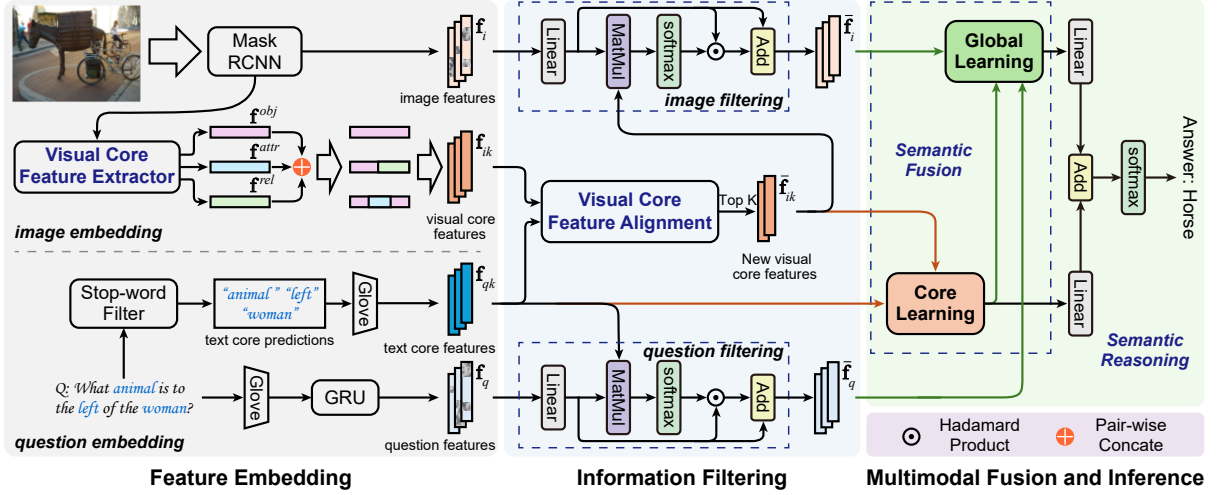 Mask
RCNN
f_i
image features
f^obj
f^attr
f^rel
Visual Core
Feature Extractor
image embedding
f_ik
visual core
features
Stop-word
Filter
"animal " "left"
"woman"
text core predictions
Glove
f_qk
text core features
Q: What animal is to
the left of the woman?
Glove
GRU
f_q
question features
question embedding
Feature Embedding
Linear
MatMul
softmax
Add
f̄_i
image filtering
Visual Core
Feature Alignment
Top K
f̄_ik
New visual
core features
question filtering
Linear
MatMul
softmax
Add
f̄_q
Information Filtering
Global
Learning
Linear
Semantic
Fusion
Add
softmax
Answer: Horse
Core
Learning
Linear
Semantic
Reasoning
Hadamard
Product
Pair-wise
Concate
Multimodal Fusion and Inference